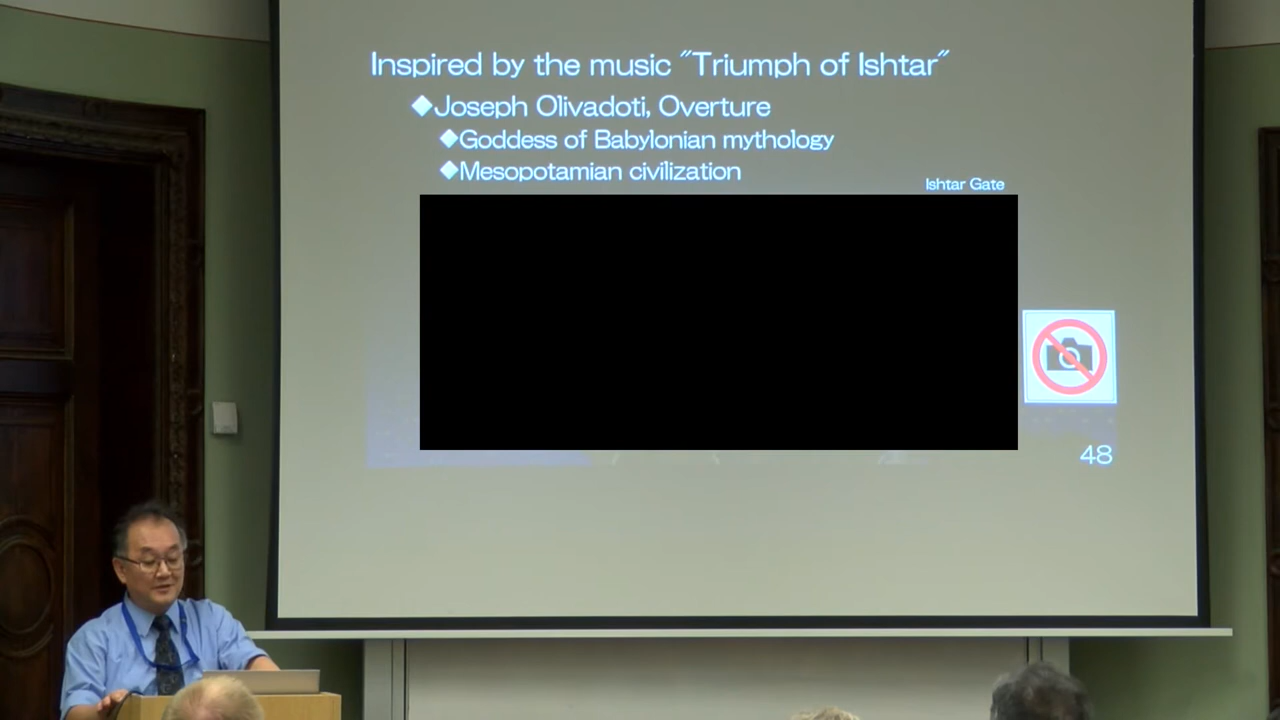 Inspired by the music "Triumph of Ishtar"
◆Joseph Olivadoti, Overture
◆Goddess of Babylonian mythology
◆Mesopotamian civilization
Ishtar Gate
48